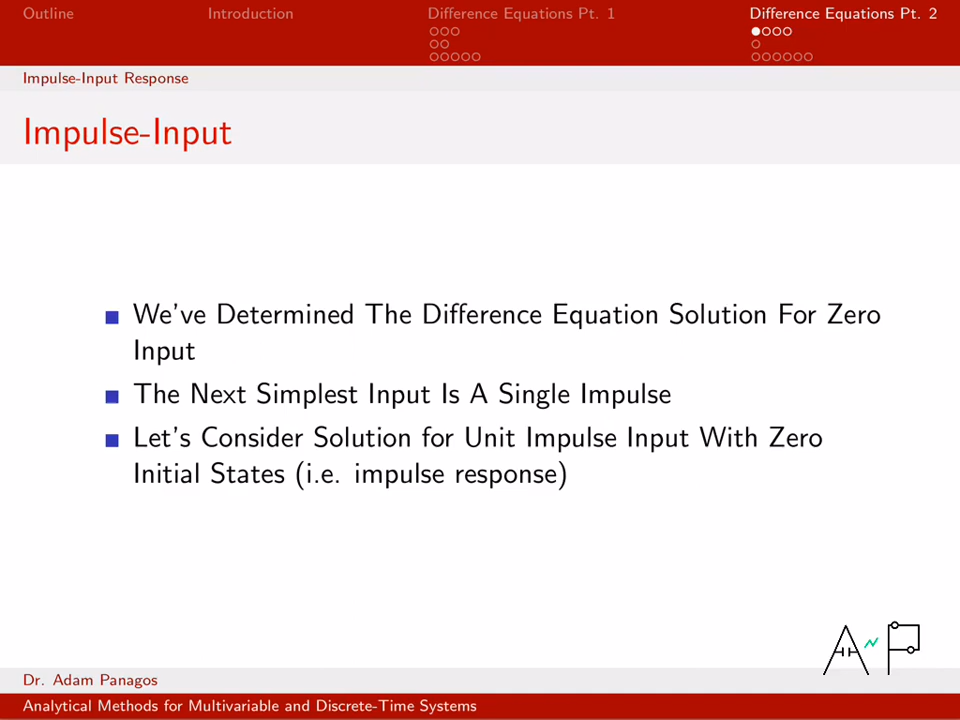 Outline
Introduction
Difference Equations Pt. 1
Difference Equations Pt. 2
Impulse-Input Response
Impulse-Input
We've Determined The Difference Equation Solution For Zero
Input
The Next Simplest Input Is A Single Impulse
Let's Consider Solution for Unit Impulse Input With Zero
Initial States (i.e. impulse response)
AP
Dr. Adam Panagos
Analytical Methods for Multivariable and Discrete-Time Systems